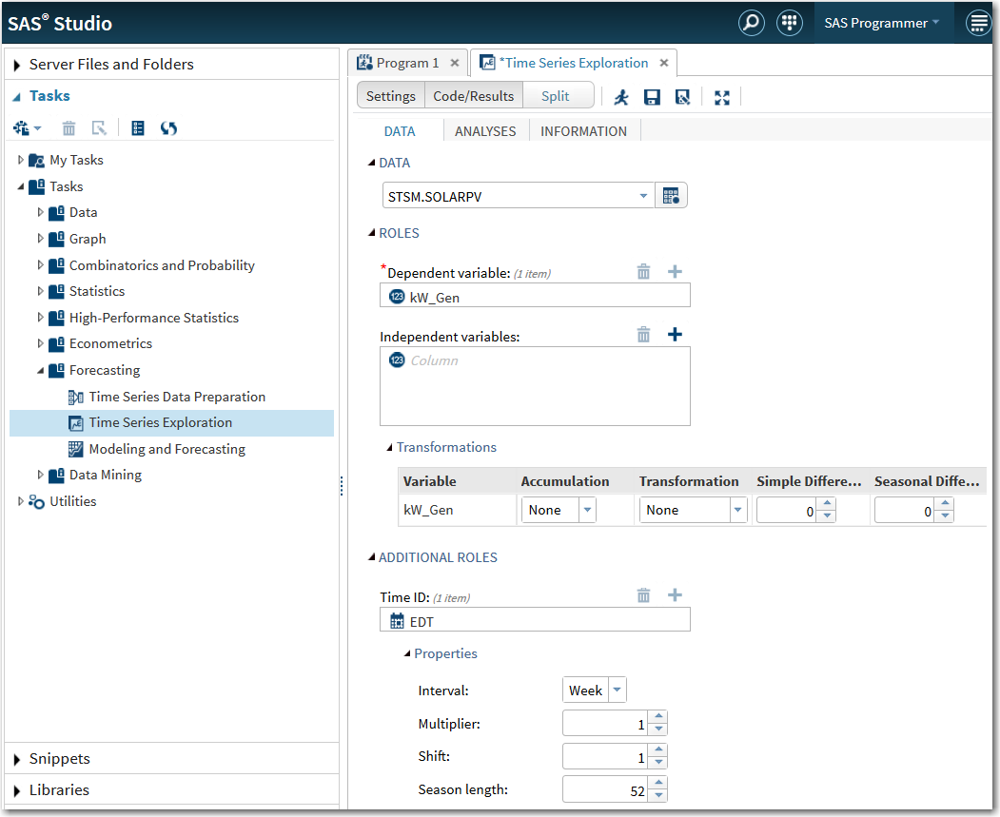 SAS® Studio
SAS Programmer
Server Files and Folders
Tasks
My Tasks
Tasks
Data
Graph
Combinatorics and Probability
Statistics
High-Performance Statistics
Econometrics
Forecasting
Time Series Data Preparation
Time Series Exploration
Modeling and Forecasting
Data Mining
Utilities
Snippets
Libraries
Program 1 × *Time Series Exploration ×
Settings Code/Results Split
DATA ANALYSES INFORMATION
DATA
STSM.SOLARPV
ROLES
*Dependent variable: (1 item)
123 kW_Gen
Independent variables:
123 Column
Transformations
Variable Accumulation Transformation Simple Differe... Seasonal Diffe...
kW_Gen None None 0 0
ADDITIONAL ROLES
Time ID: (1 item)
EDT
Properties
Interval: Week
Multiplier: 1
Shift: 1
Season length: 52